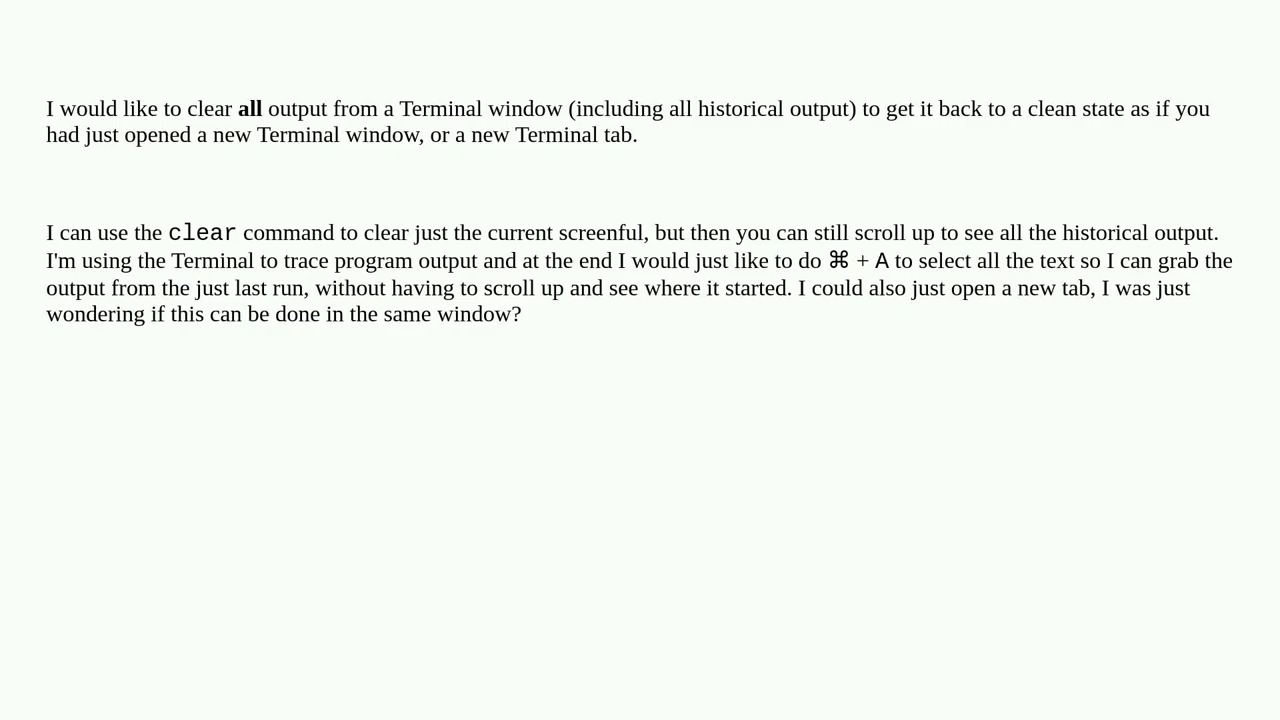 I would like to clear all output from a Terminal window (including all historical output) to get it back to a clean state as if you
had just opened a new Terminal window, or a new Terminal tab.
I can use the clear command to clear just the current screenful, but then you can still scroll up to see all the historical output.
I'm using the Terminal to trace program output and at the end I would just like to do ⌘ + A to select all the text so I can grab the
output from the just last run, without having to scroll up and see where it started. I could also just open a new tab, I was just
wondering if this can be done in the same window?